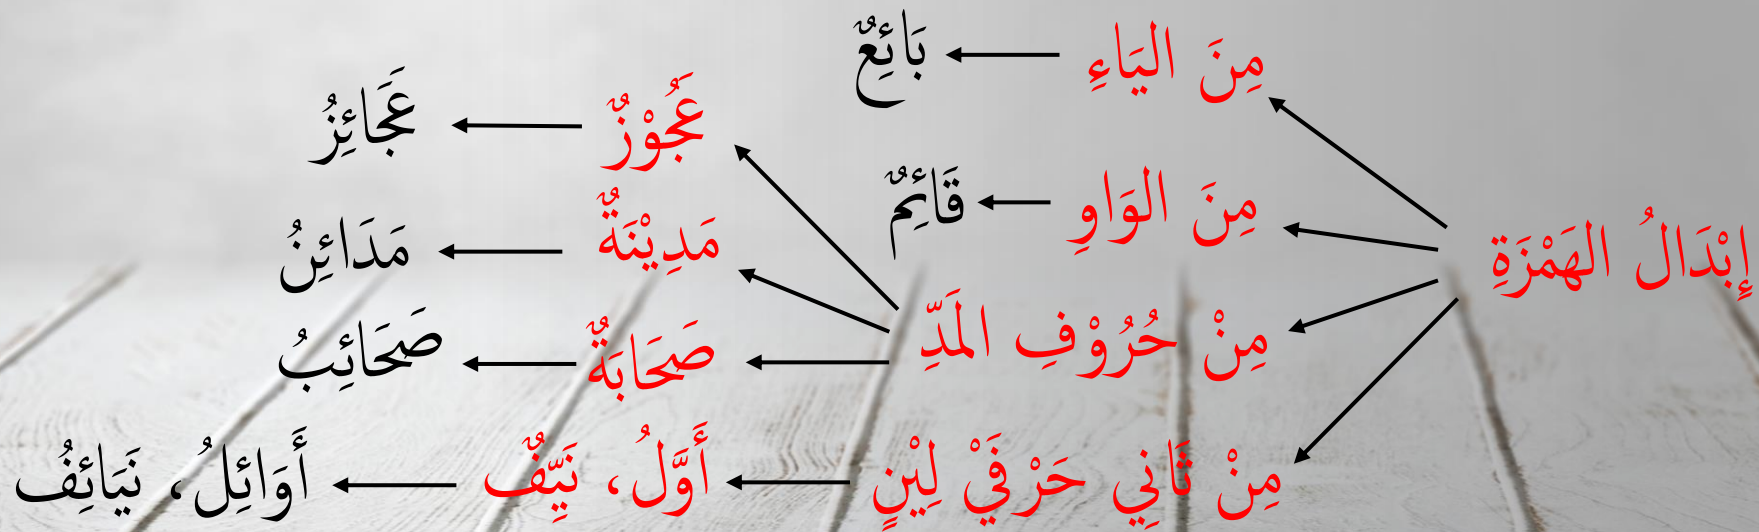 إِبْدَالُ الهَمْزَةِ
مِنَ اليَاءِ
بَائِعٌ
مِنَ الوَاوِ
قَائِمٌ
مِنْ حُرُوْفِ المَدِّ
عَجُوْزٌ
عَجَائِزُ
مَدِيْنَةٌ
مَدَائِنُ
صَحَابَةٌ
صَحَائِبُ
مِنْ ثَانِي حَرْفَيْ لِيْنٍ
أَوَّلُ، نَيِّفٌ
أَوَائِلُ، نَيَائِفُ